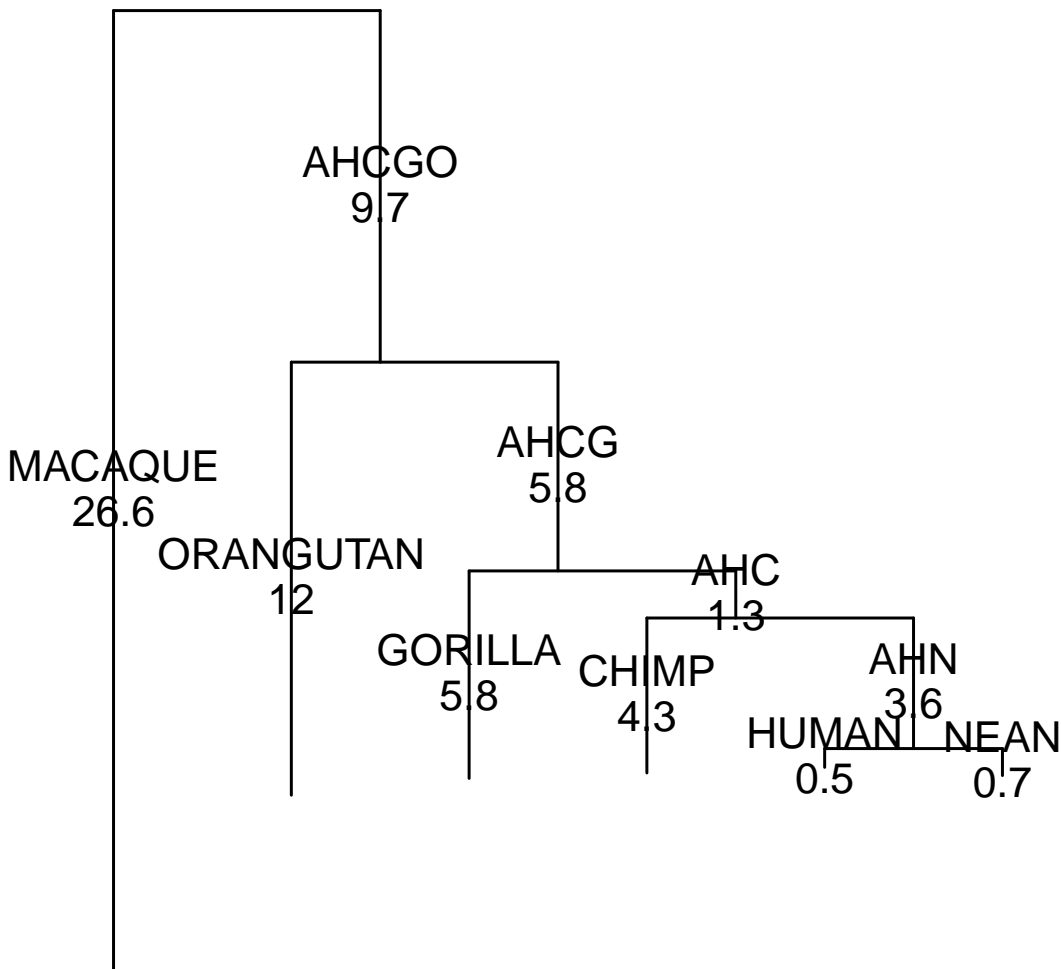 AHCGO
9.7
AHCG
5.8
MACAQUE
26.6
ORANGUTAN
12
AHC
1.3
GORILLA
5.8
CHIMP
4.3
AHN
3.6
HUMAN
0.5
NEAN
0.7